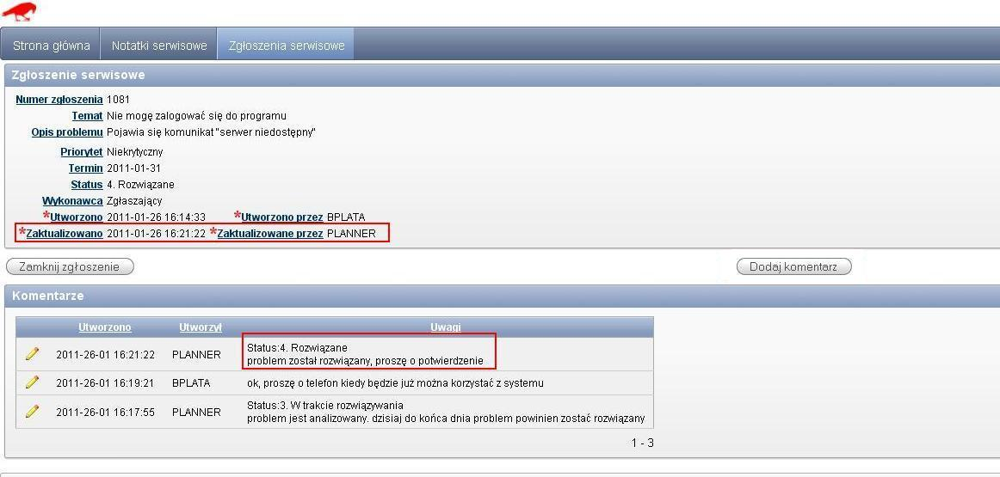 Strona główna Notatki serwisowe Zgłoszenia serwisowe
Zgłoszenie serwisowe
Numer zgłoszenia 1081
Temat Nie mogę zalogować się do programu
Opis problemu Pojawia się komunikat "serwer niedostępny"
Priorytet Niekrytyczny
Termin 2011-01-31
Status 4. Rozwiązane
Wykonawca Zgłaszający
*Utworzono 2011-01-26 16:14:33 *Utworzono przez BPLATA
*Zaktualizowano 2011-01-26 16:21:22 *Zaktualizowane przez PLANNER
Zamknij zgłoszenie Dodaj komentarz
Komentarze
Utworzono Utworzył Uwagi
2011-26-01 16:21:22 PLANNER Status:4. Rozwiązane
problem został rozwiązany, proszę o potwierdzenie
2011-26-01 16:19:21 BPLATA ok, proszę o telefon kiedy będzie już można korzystać z systemu
2011-26-01 16:17:55 PLANNER Status:3. W trakcie rozwiązywania
problem jest analizowany. dzisiaj do końca dnia problem powinien zostać rozwiązany
1 - 3